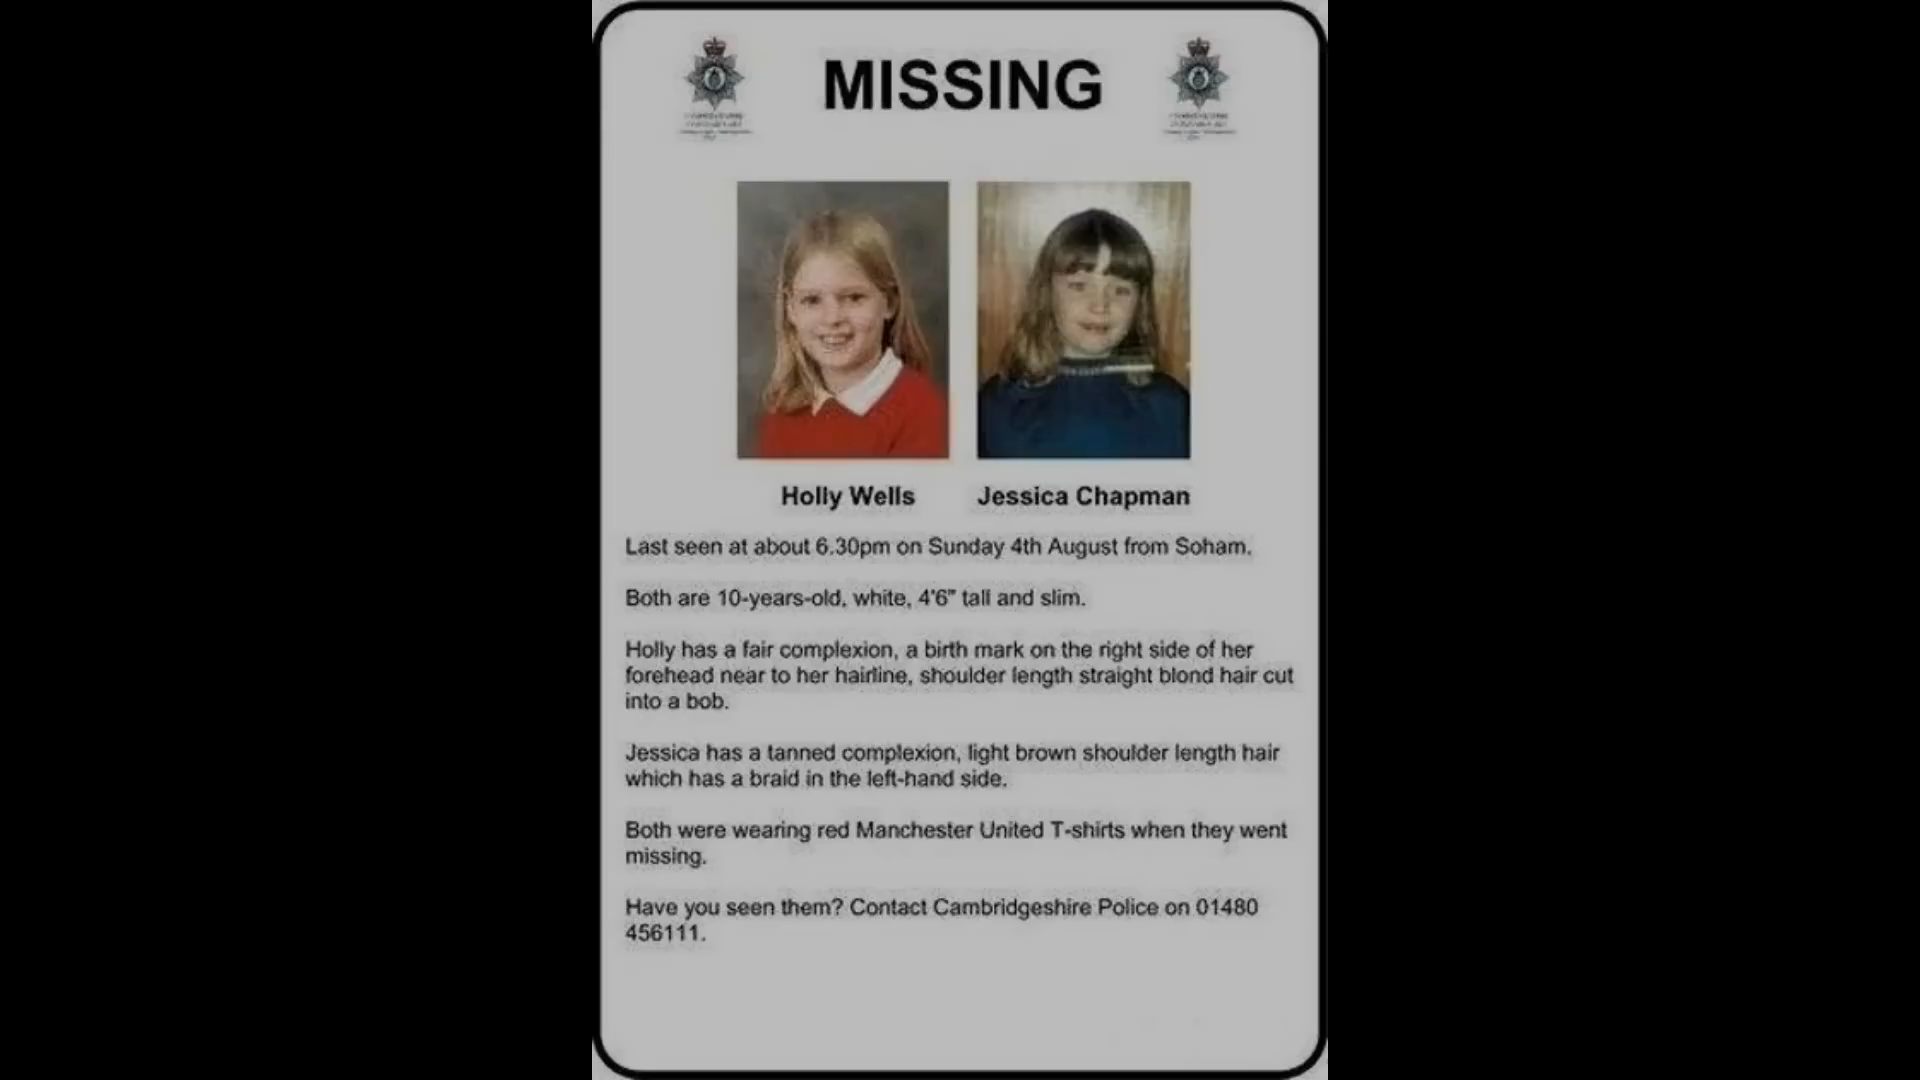 MISSING
Holly Wells
Jessica Chapman
Last seen at about 6.30pm on Sunday 4th August from Soham.
Both are 10-years-old, white, 4'6" tall and slim.
Holly has a fair complexion, a birth mark on the right side of her
forehead near to her hairline, shoulder length straight blond hair cut
into a bob.
Jessica has a tanned complexion, light brown shoulder length hair
which has a braid in the left-hand side.
Both were wearing red Manchester United T-shirts when they went
missing.
Have you seen them? Contact Cambridgeshire Police on 01480
456111.